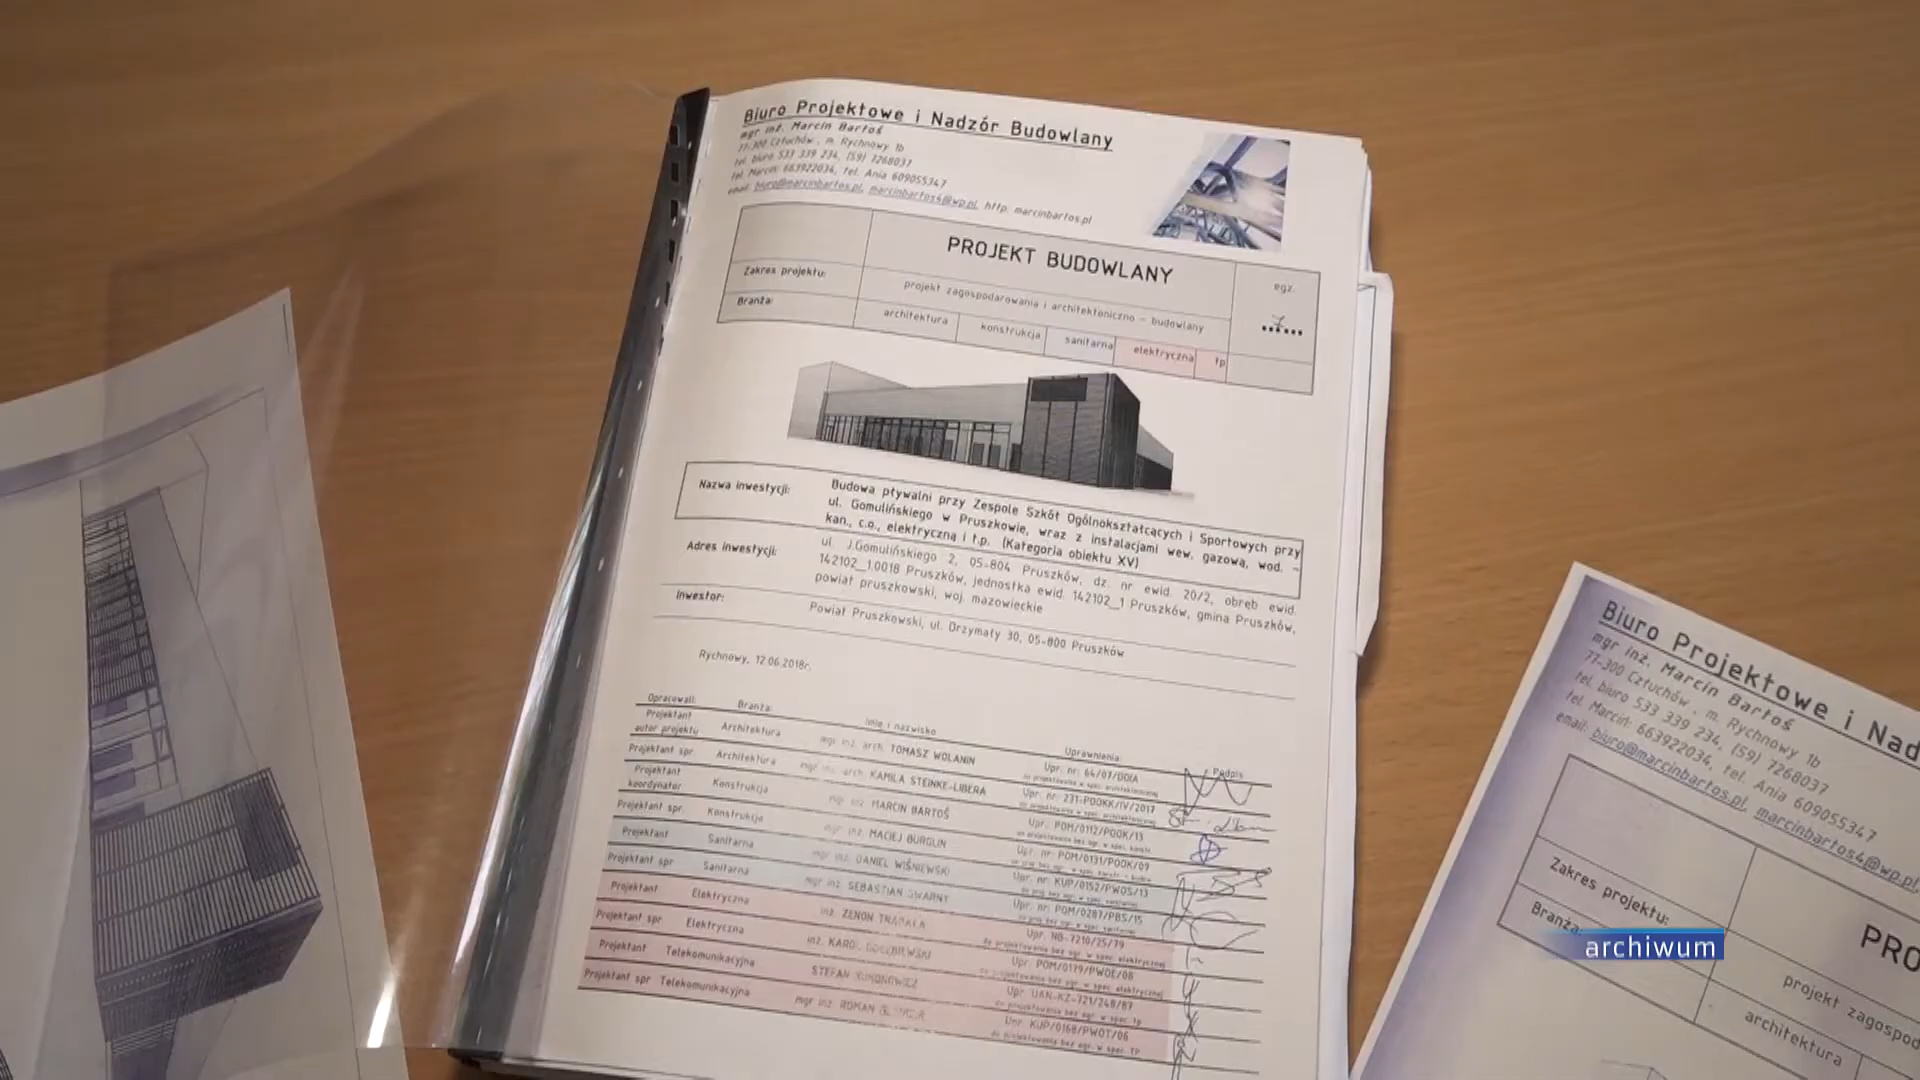 Biuro Projektowe i Nadzór Budowlany
mgr inż. Marcin Bartoś
77-300 Człuchów, m. Rychnowy 1b
tel. biuro 533 339 234, (59) 7268037
tel. Marcin: 663922034, tel. Ania 609055347
email: biuro@marcinbartos.pl, marcinbartos4@wp.pl, http. marcinbartos.pl
PROJEKT BUDOWLANY
egz.
Zakres projektu:
projekt zagospodarowania i architektoniczno – budowlany
Branża:
architektura konstrukcja sanitarna elektryczna tp
Nazwa inwestycji:
Budowa pływalni przy Zespole Szkół Ogólnokształcących i Sportowych przy
ul. Gomulińskiego w Pruszkowie, wraz z instalacjami wew. gazową, wod. –
kan., c.o., elektryczną i t.p. (Kategoria obiektu XV)
Adres inwestycji:
ul. J.Gomulińskiego 2, 05-804 Pruszków, dz. nr ewid. 20/2, obręb ewid.
142102_1.0018 Pruszków, jednostka ewid. 142102_1 Pruszków, gmina Pruszków,
powiat pruszkowski, woj. mazowieckie
Inwestor:
Powiat Pruszkowski, ul. Drzymały 30, 05-800 Pruszków
Rychnowy, 12.06.2018r.
Opracowali: Branża: Imię i nazwisko Uprawnienia: Podpis
Projektant autor projektu Architektura mgr inż. arch. TOMASZ WOLANIN Upr. nr: 64/07/DOIA
Projektant spr. Architektura mgr inż. arch. KAMILA STEINKE-LIBERA Upr. nr: 231-POOKK/IV/2017
Projektant koordynator Konstrukcja mgr inż. MARCIN BARTOŚ Upr. POM/0112/POOK/13
Projektant spr. Konstrukcja mgr inż. MACIEJ BURGLIN Upr. nr: POM/0131/POOK/09
Projektant Sanitarna mgr inż. DANIEL WIŚNIEWSKI Upr. nr: KUP/0152/PWOS/13
Projektant spr Sanitarna mgr inż. SEBASTIAN Upr. nr: POM/0287/PBS/15
Projektant Elektryczna inż. ZENON Upr. NB-7210/25/79
Projektant spr Elektryczna inż. KAROL Upr. POM/0179/PWOE/08
Projektant Telekomunikacyjna STEFAN Upr UAN-KZ-721/248/87
Projektant spr Telekomunikacyjna mgr inż. ROMAN Upr. KUP/0168/PWOT/06
Biuro Projektowe i Nad
mgr inż. Marcin Bartoś
77-300 Człuchów, m. Rychnowy 1b
tel. biuro 533 339 234, (59) 7268037
tel. Marcin: 663922034, tel. Ania 609055347
email: biuro@marcinbartos.pl, marcinbartos4@wp.pl,
Zakres projektu:
PRO
Branża:
projekt zagospod
architektura
archiwum